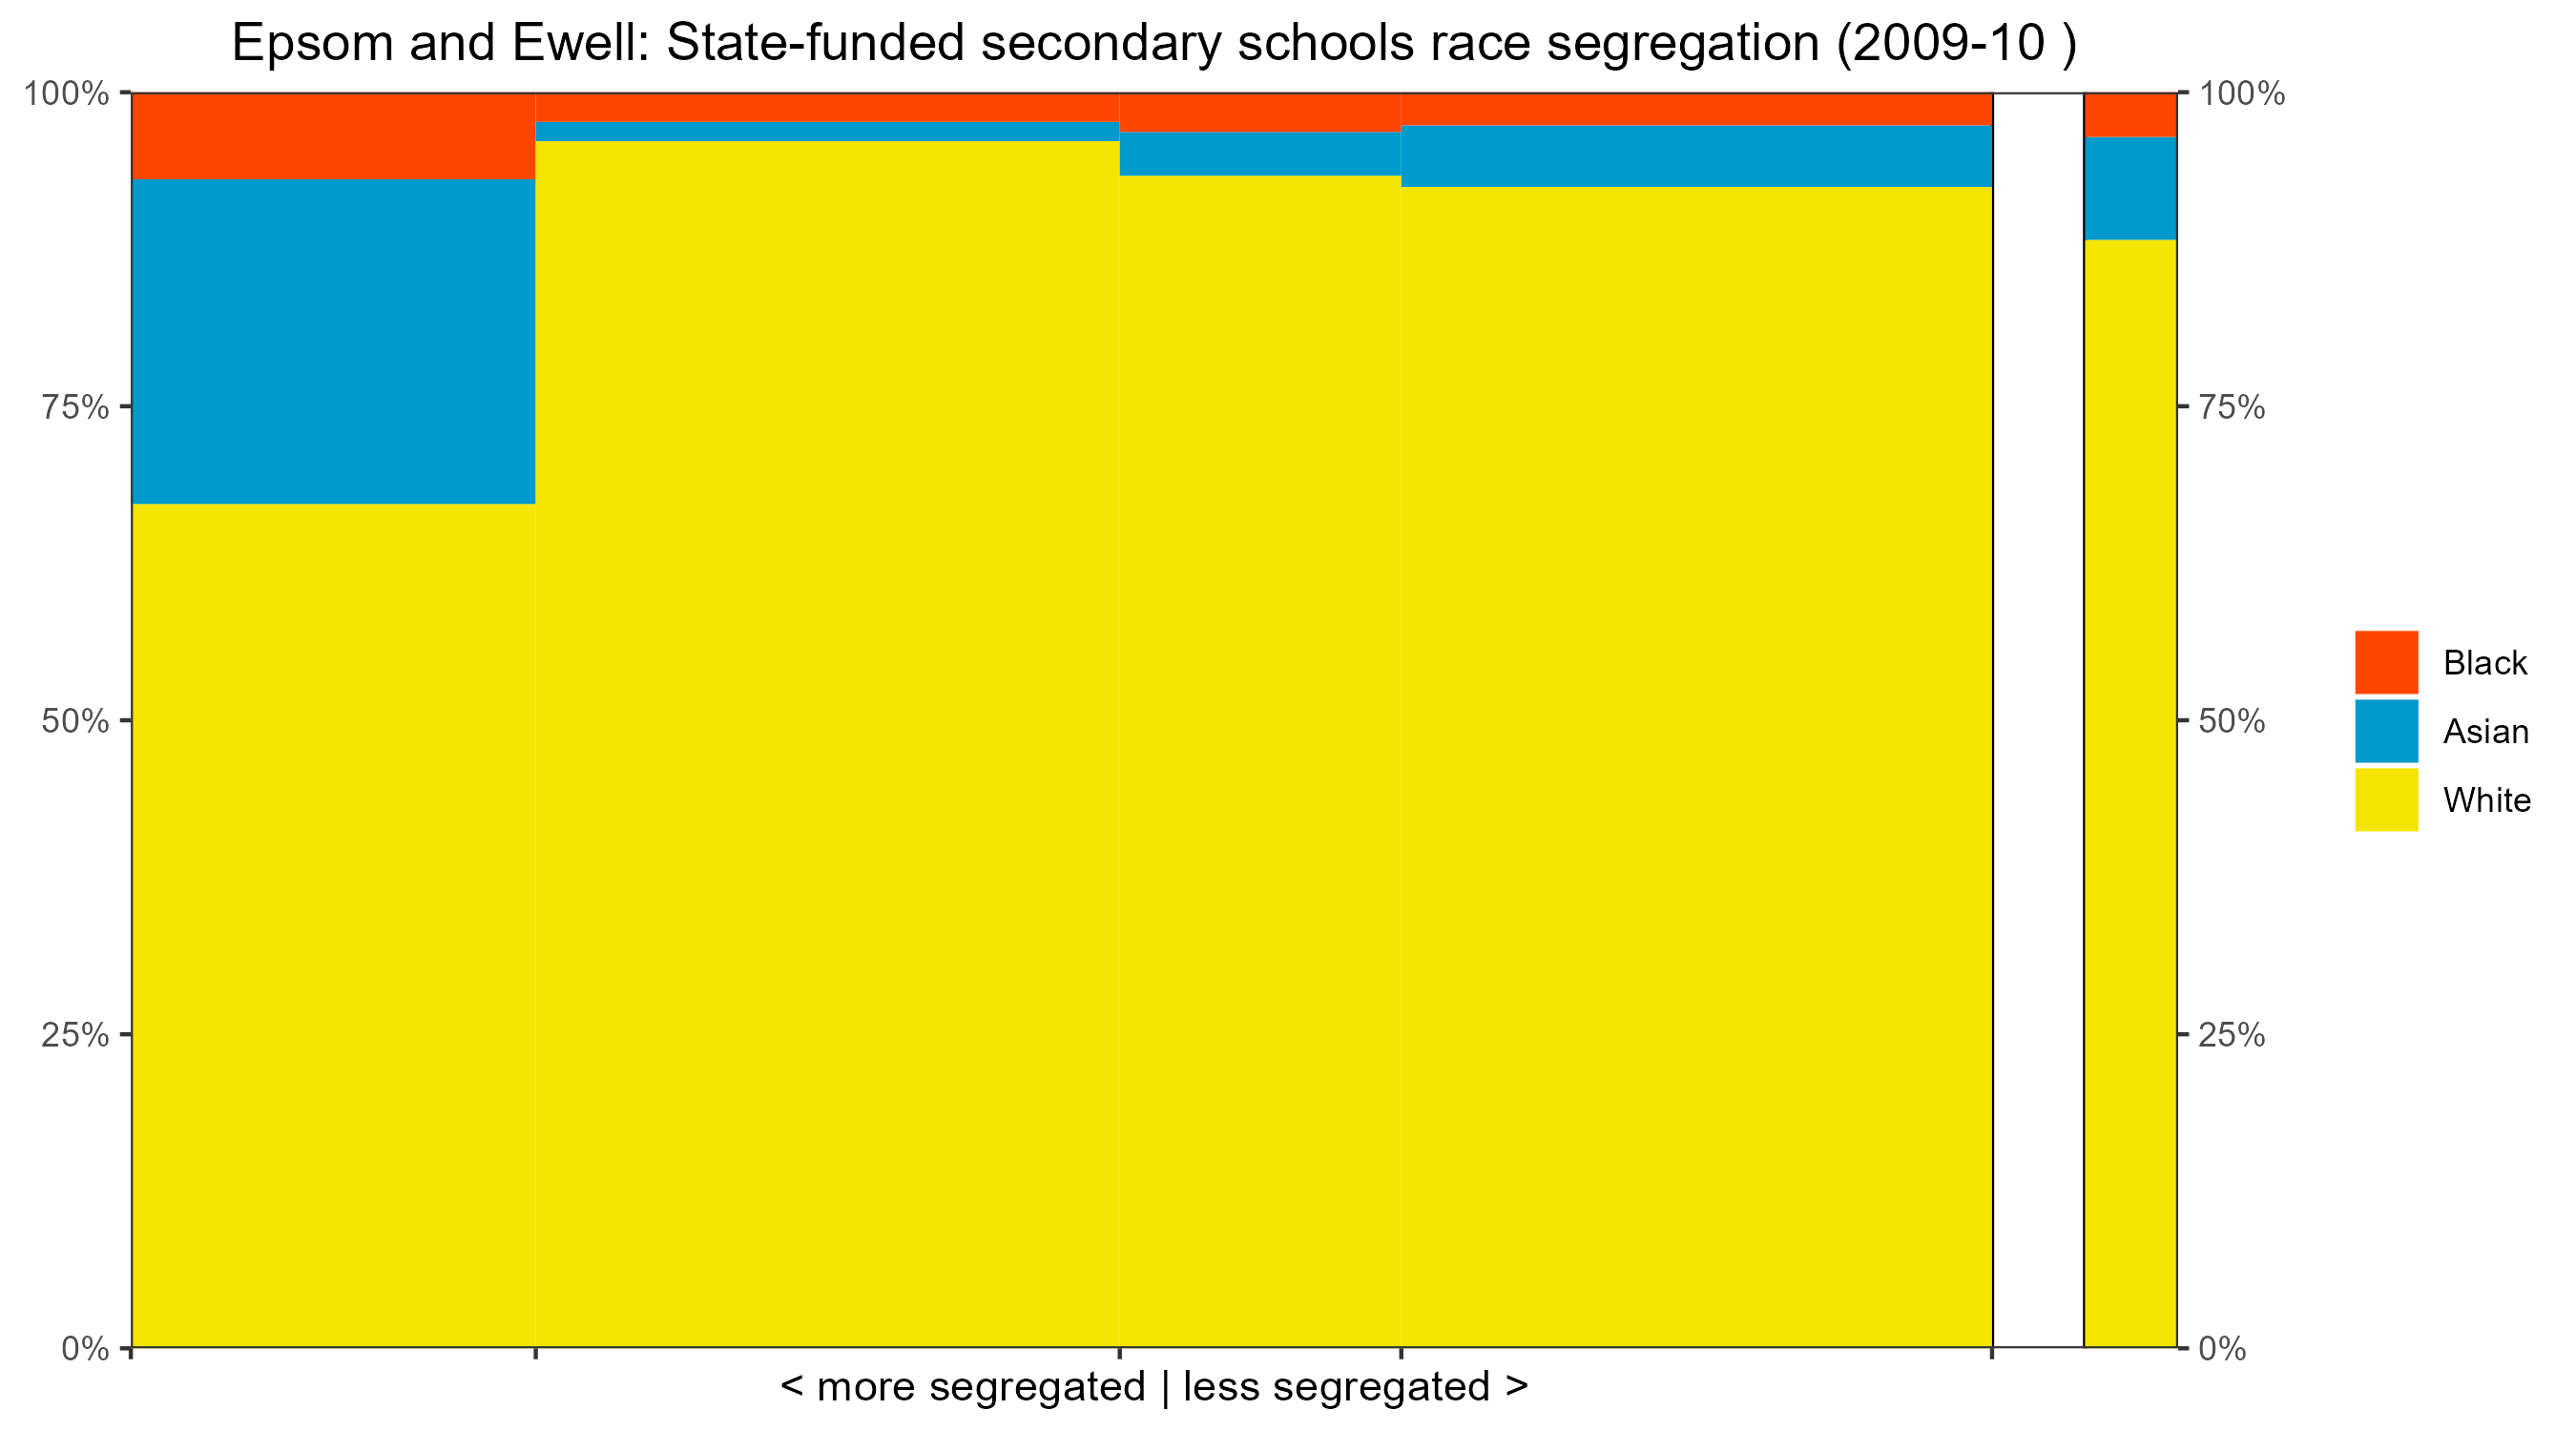 Epsom and Ewell: State-funded secondary schools race segregation (2009-10 )
100%
75%
50%
25%
0%
100%
75%
50%
25%
0%
Black
Asian
White
< more segregated | less segregated >